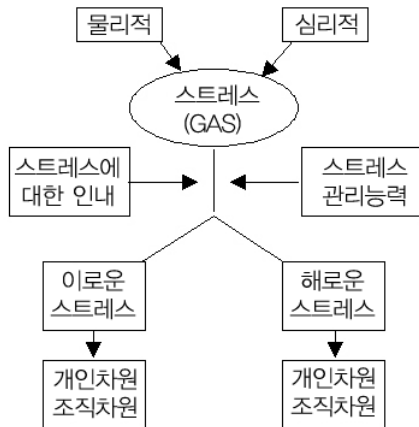 물리적
심리적
스트레스
(GAS)
스트레스에
대한 인내
스트레스
관리능력
이로운
스트레스
해로운
스트레스
개인차원
조직차원
개인차원
조직차원